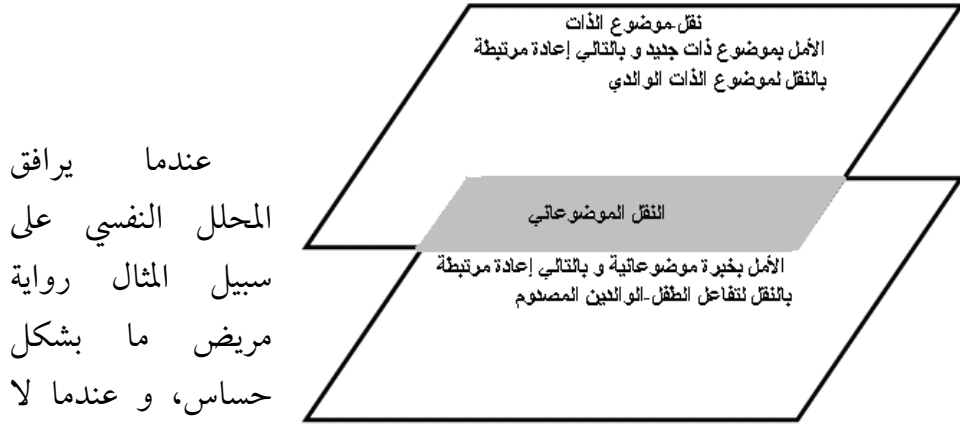 نقل-موضوع الذات
الأمل بموضوع ذات جديد و بالتالي إعادة مرتبطة
بالنقل لموضوع الذات الوالدي
النقل الموضوعاتي
الأمل بخبرة موضوعاتية و بالتالي إعادة مرتبطة
بالنقل لتفاعل الطفل-الوالدين المصدوم
عندما يرافق
المحلل النفسي على
سبيل المثال رواية
مريض ما بشكل
حساس، و عندما لا